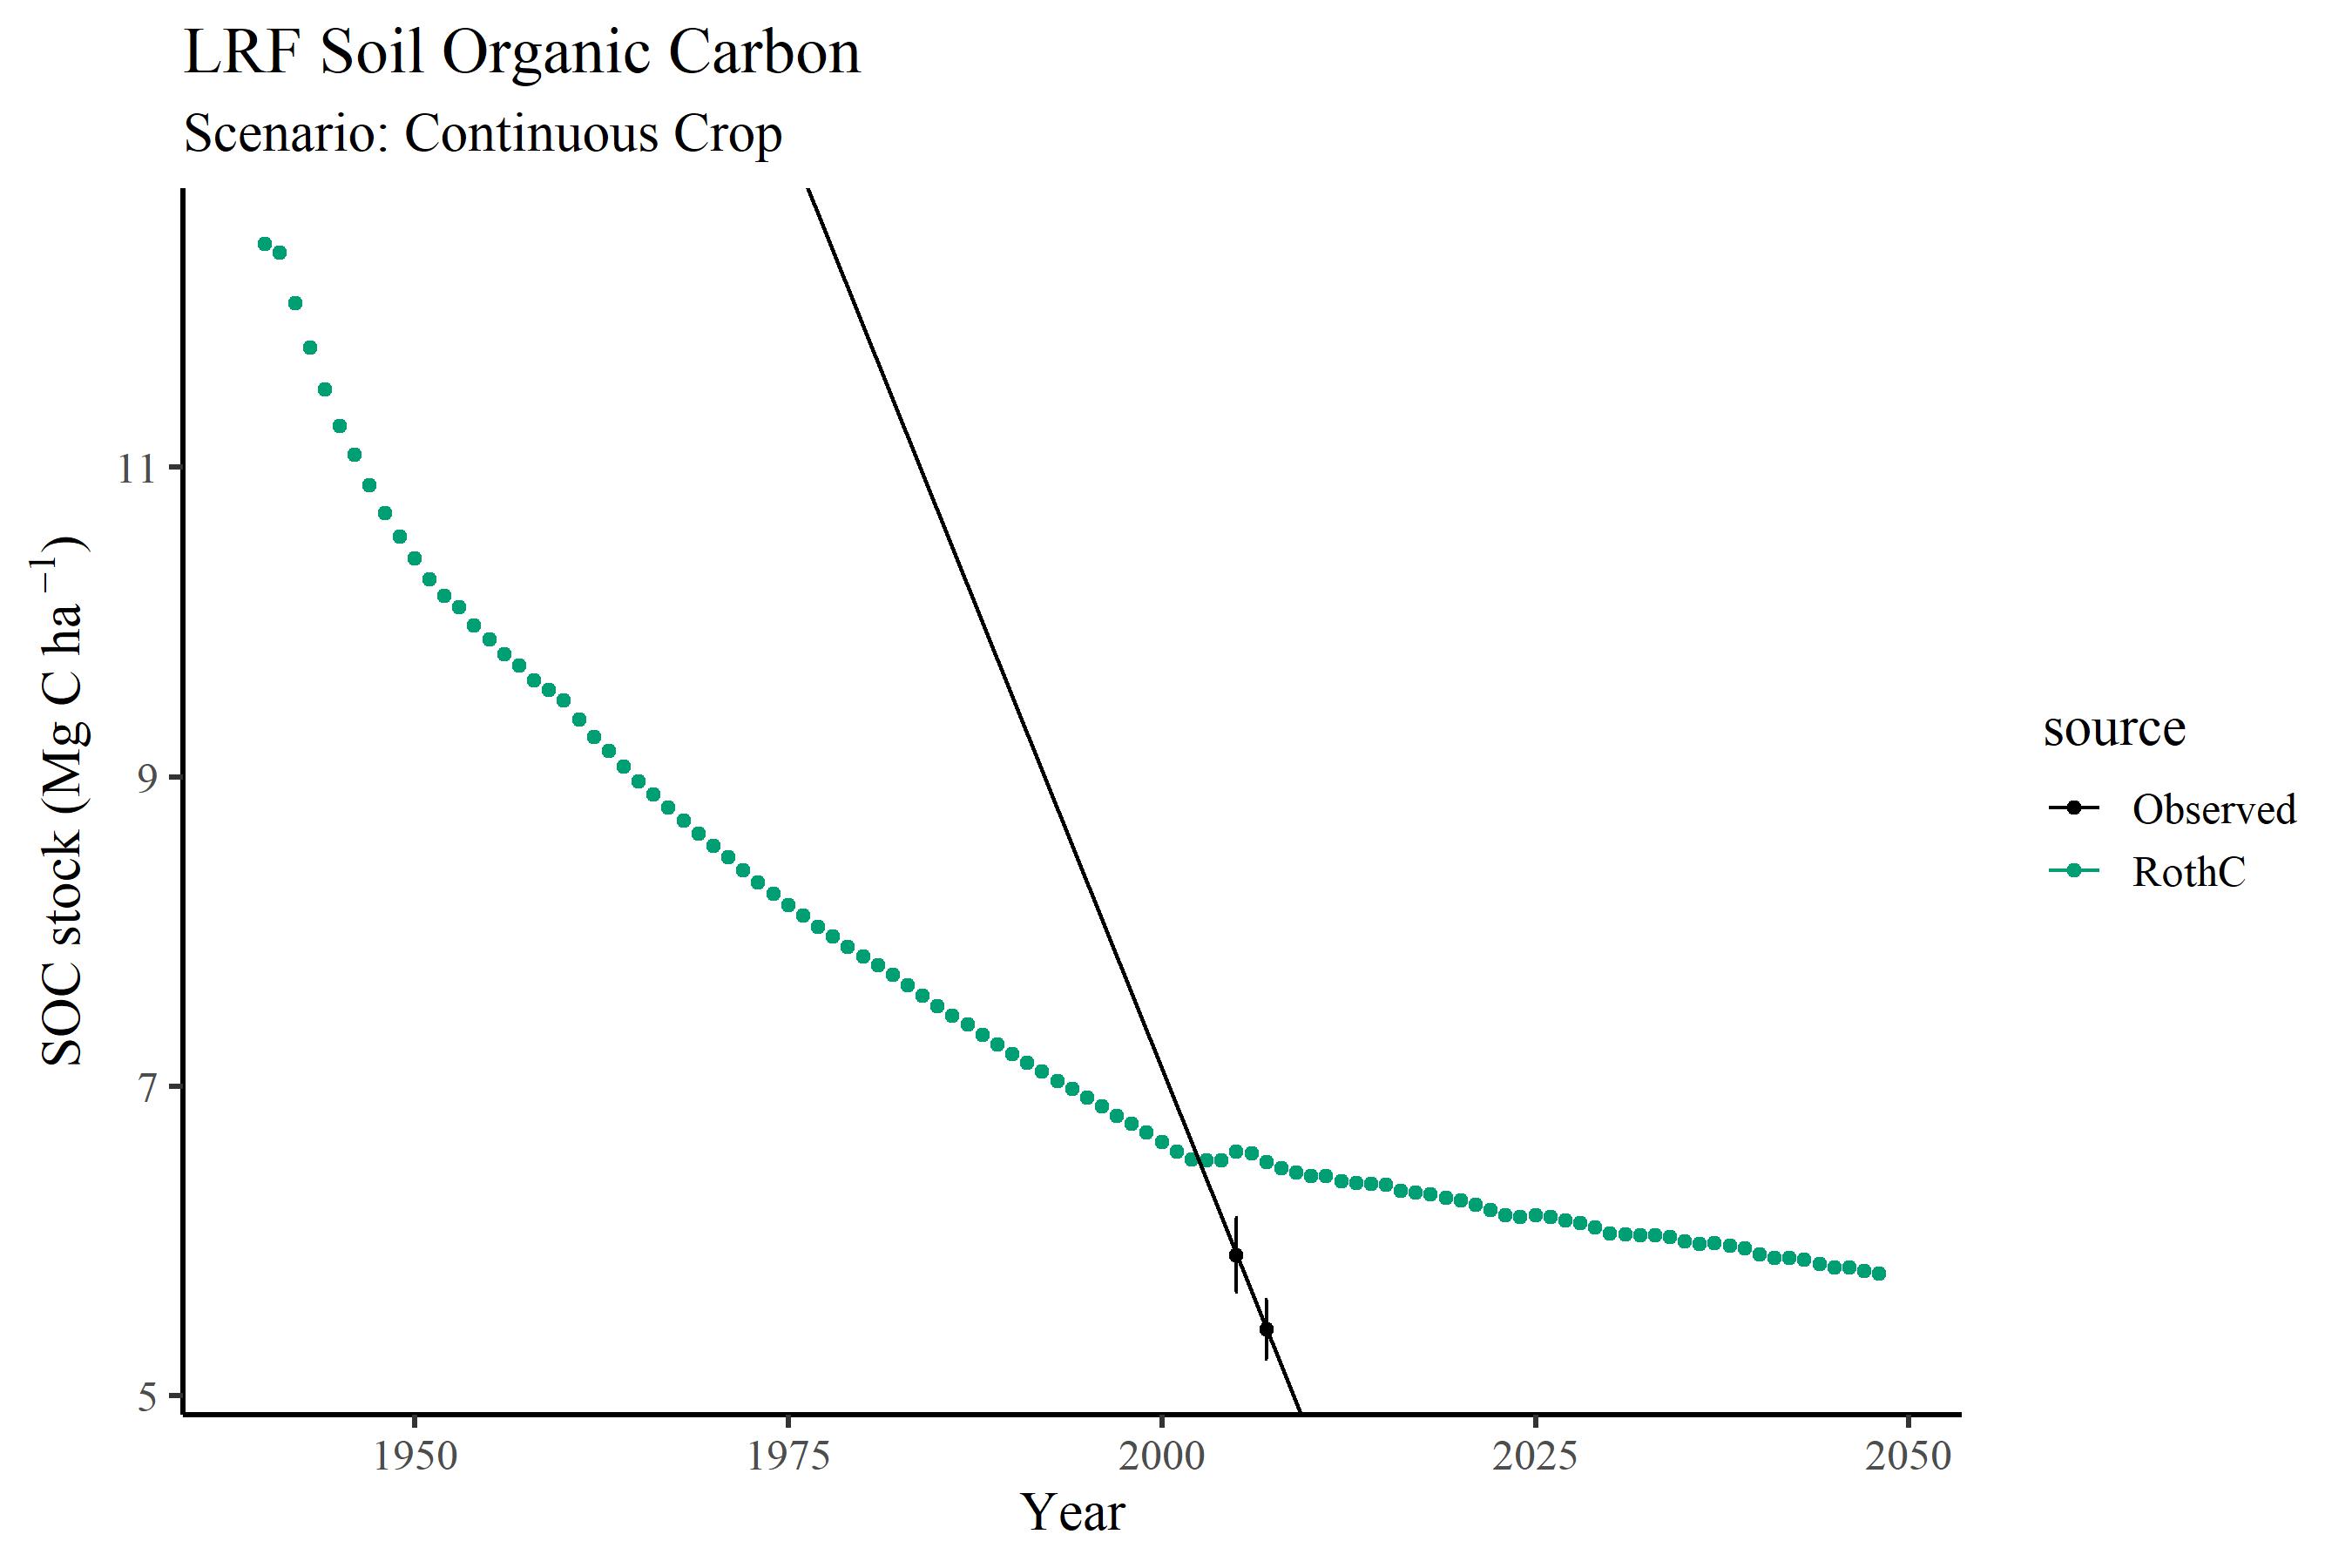 LRF Soil Organic Carbon
Scenario: Continuous Crop
SOC stock (Mg C ha⁻¹)
11
9
7
5
1950
1975
2000
2025
2050
Year
source
Observed
RothC